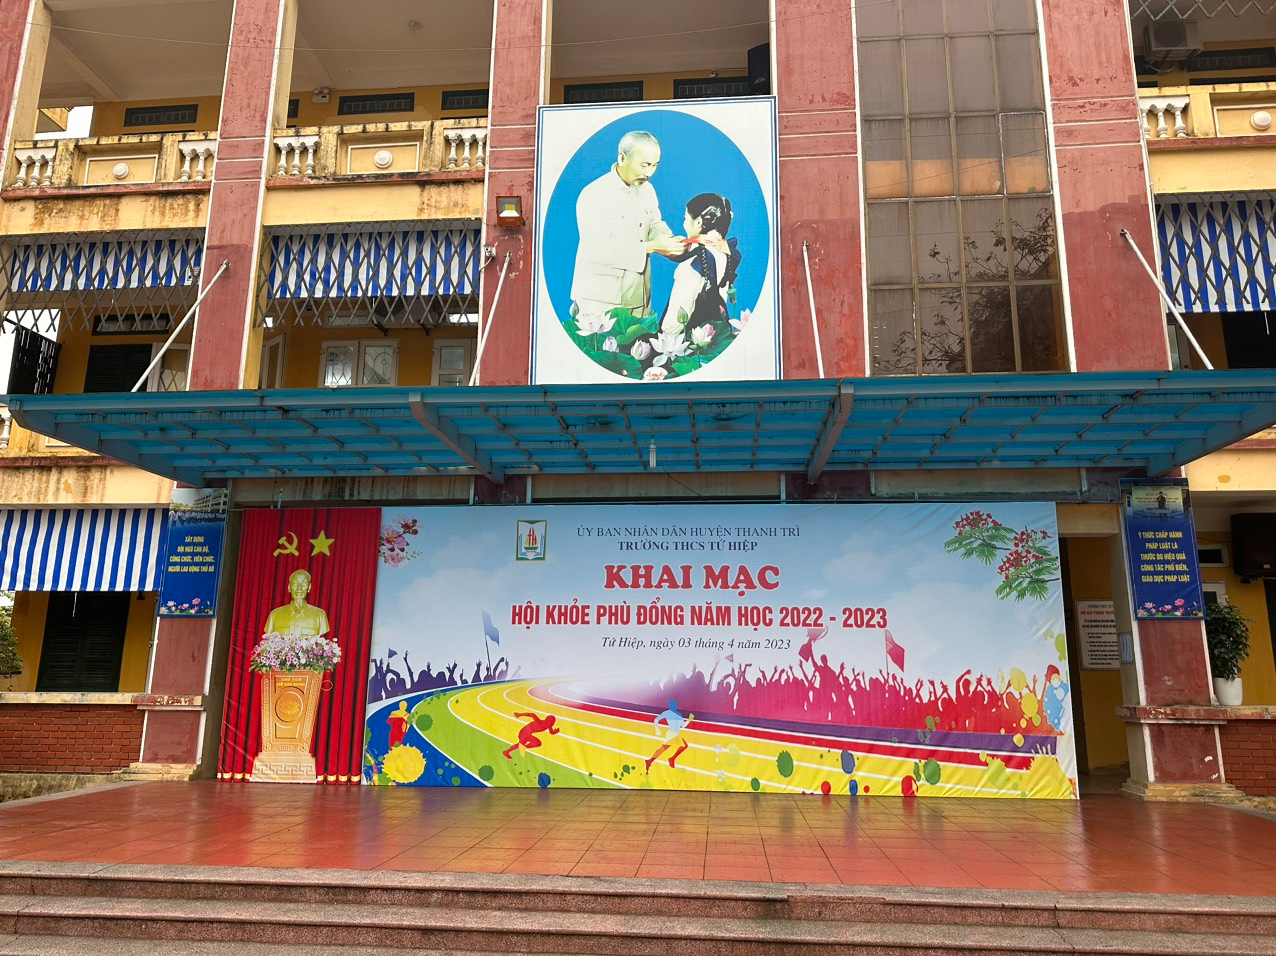 XÂY DỰNG
ĐỘI NGŨ CÁN BỘ,
CÔNG CHỨC, VIÊN CHỨC,
NGƯỜI LAO ĐỘNG THỦ ĐÔ
ỦY BAN NHÂN DÂN HUYỆN THANH TRÌ
TRƯỜNG THCS TỨ HIỆP
KHAI MẠC
HỘI KHỎE PHÙ ĐỔNG NĂM HỌC 2022 - 2023
Tứ Hiệp, ngày 03 tháng 4 năm 2023
Ý THỨC CHẤP HÀNH
PHÁP LUẬT LÀ
THƯỚC ĐO HIỆU QUẢ
CÔNG TÁC PHỔ BIẾN,
GIÁO DỤC PHÁP LUẬT